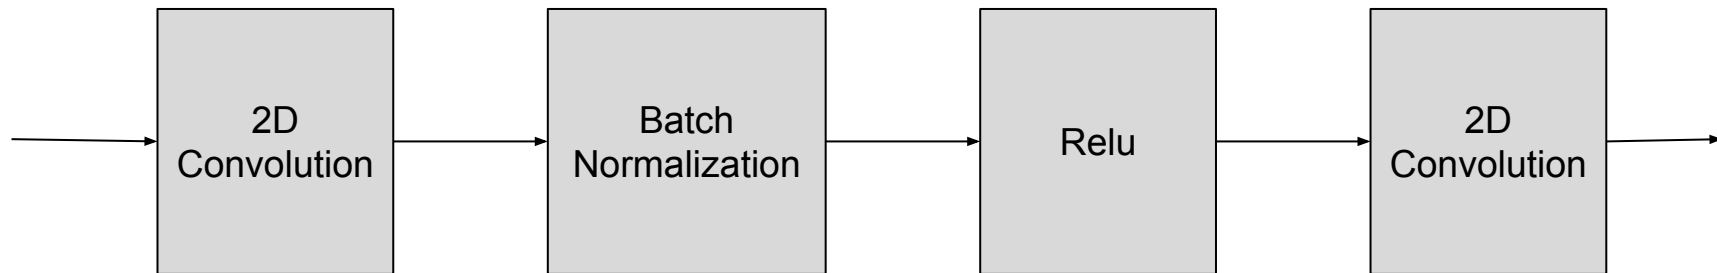 2D
Convolution
Batch
Normalization
Relu
2D
Convolution